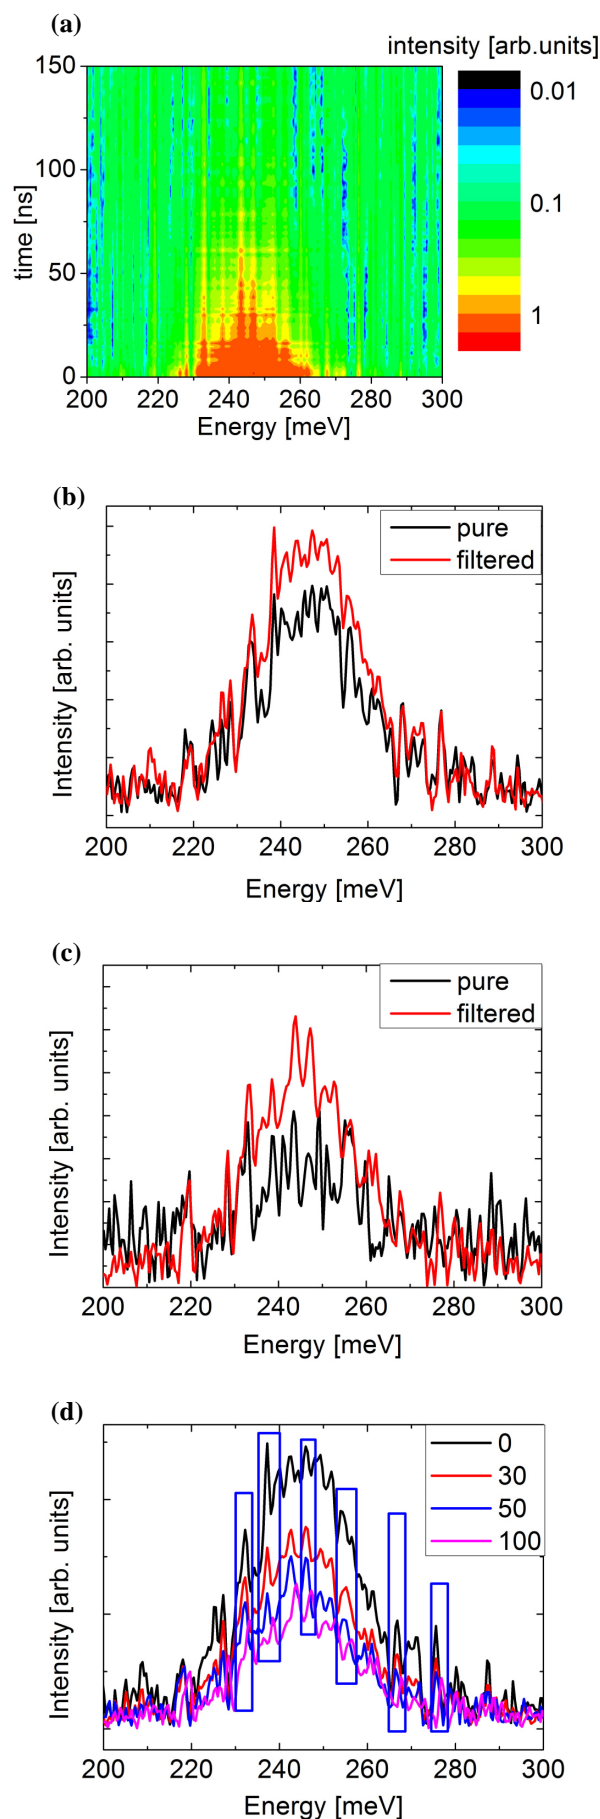 (a)
intensity [arb.units]
150
100
50
0
time [ns]
0.01
0.1
1
200 220 240 260 280 300
Energy [meV]
(b)
pure
filtered
Intensity [arb. units]
200 220 240 260 280 300
Energy [meV]
(c)
pure
filtered
Intensity [arb. units]
200 220 240 260 280 300
Energy [meV]
(d)
0
30
50
100
Intensity [arb. units]
200 220 240 260 280 300
Energy [meV]